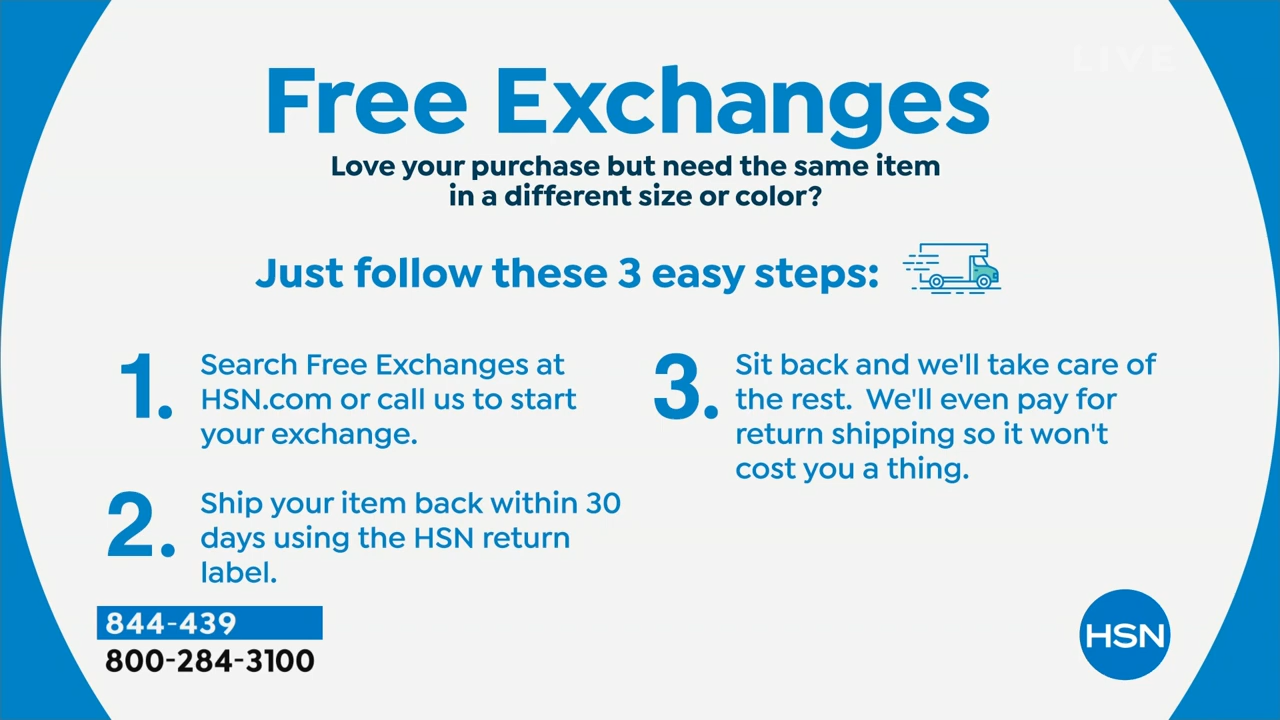 LIVE
Free Exchanges
Love your purchase but need the same item
in a different size or color?
Just follow these 3 easy steps:
1. Search Free Exchanges at
HSN.com or call us to start
your exchange.
2. Ship your item back within 30
days using the HSN return
label.
3. Sit back and we'll take care of
the rest. We'll even pay for
return shipping so it won't
cost you a thing.
844-439
800-284-3100
HSN